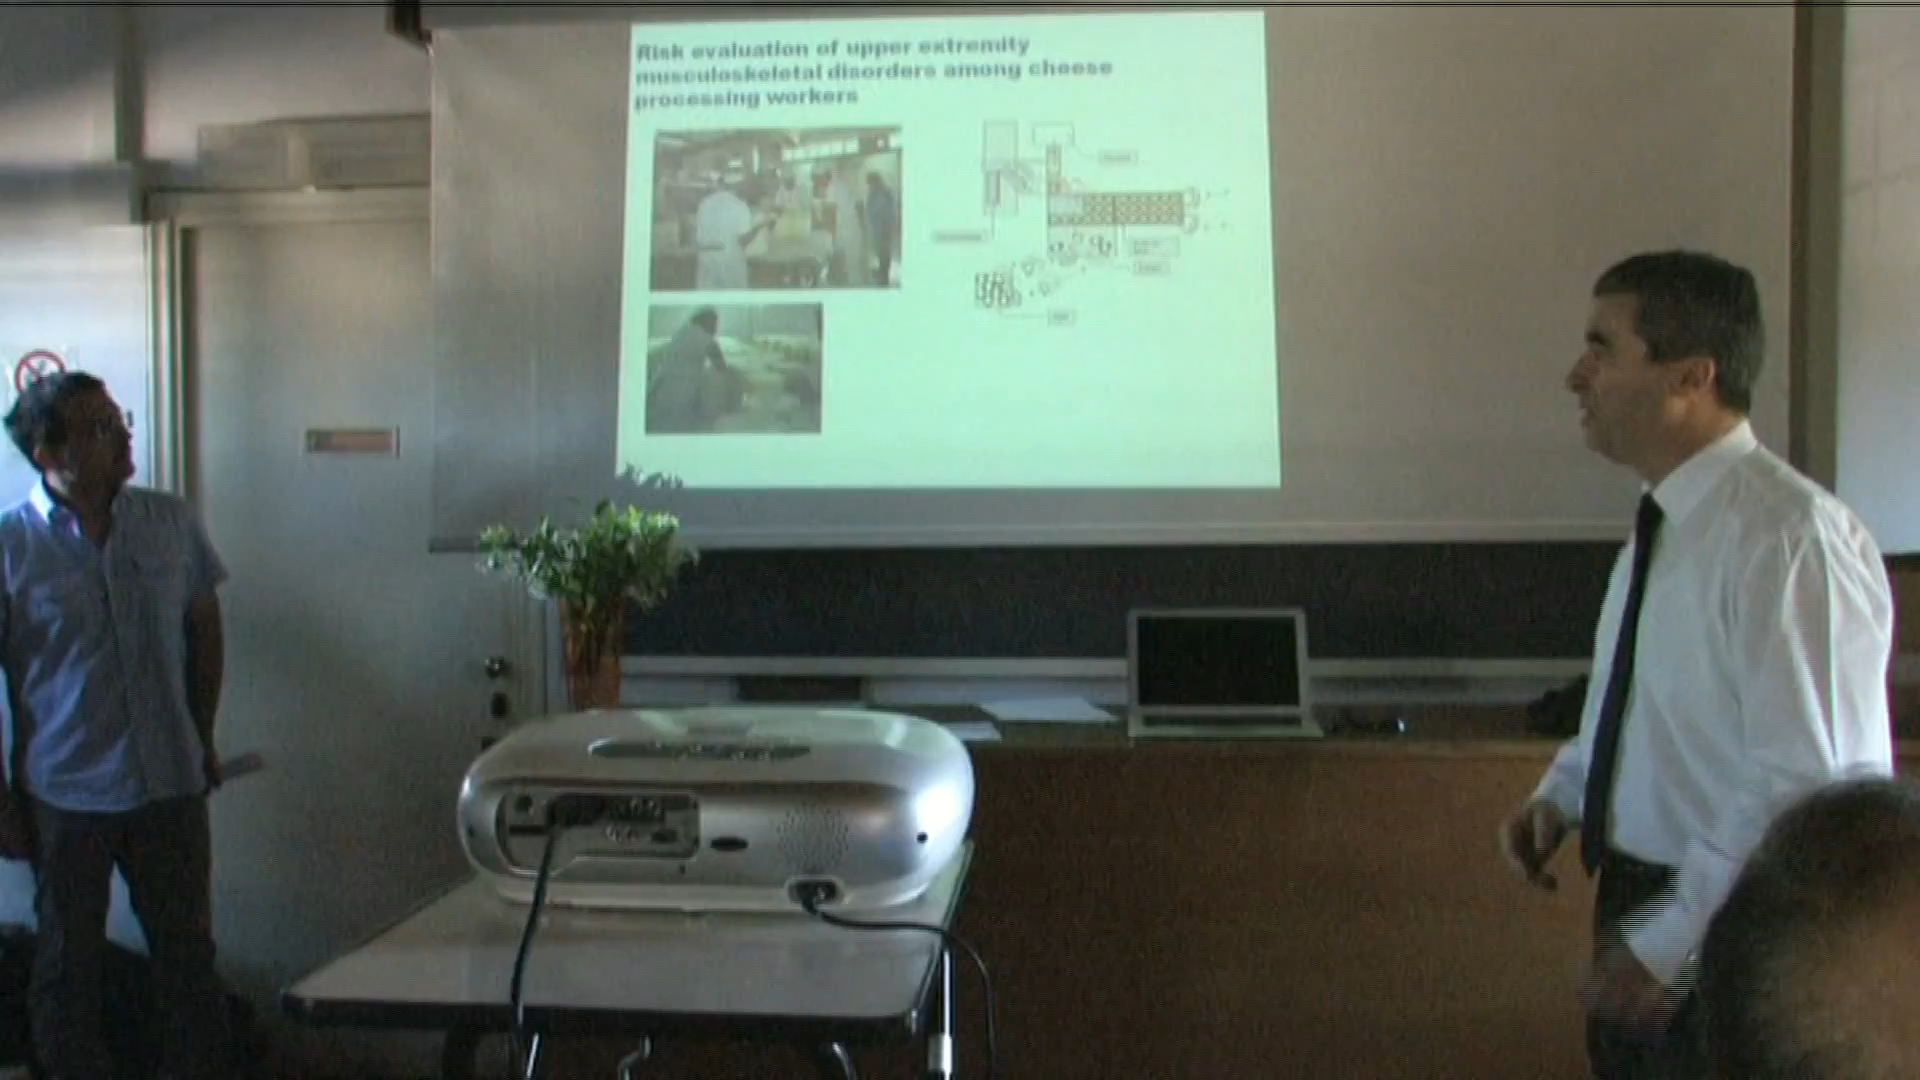 Risk evaluation of upper extremity
musculoskeletal disorders among cheese
processing workers